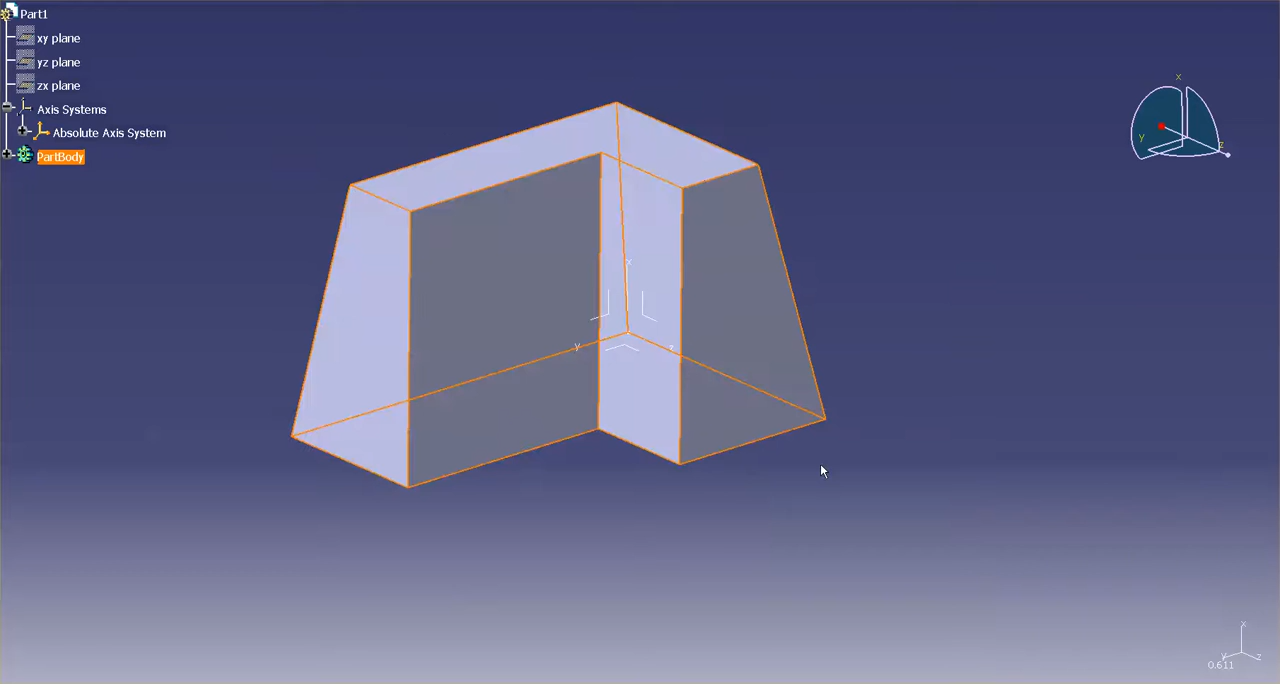 Part1
xy plane
yz plane
zx plane
Axis Systems
Absolute Axis System
PartBody
x
y
z
x
y
z
x
y
z
0.611